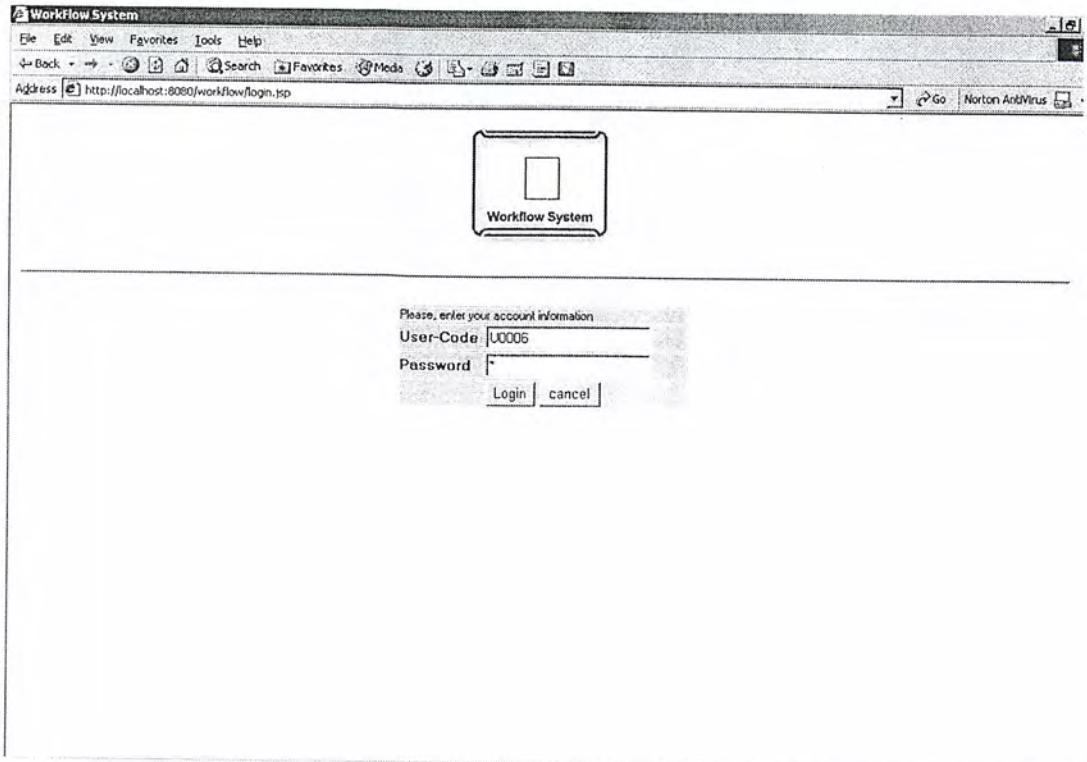 WorkFlow System
File Edit View Favorites Tools Help
Back Search Favorites Media
Address http://localhost:8080/workflow/login.jsp Go Norton AntiVirus
Workflow System
Please, enter your account information
User-Code U0006
Password *
Login cancel